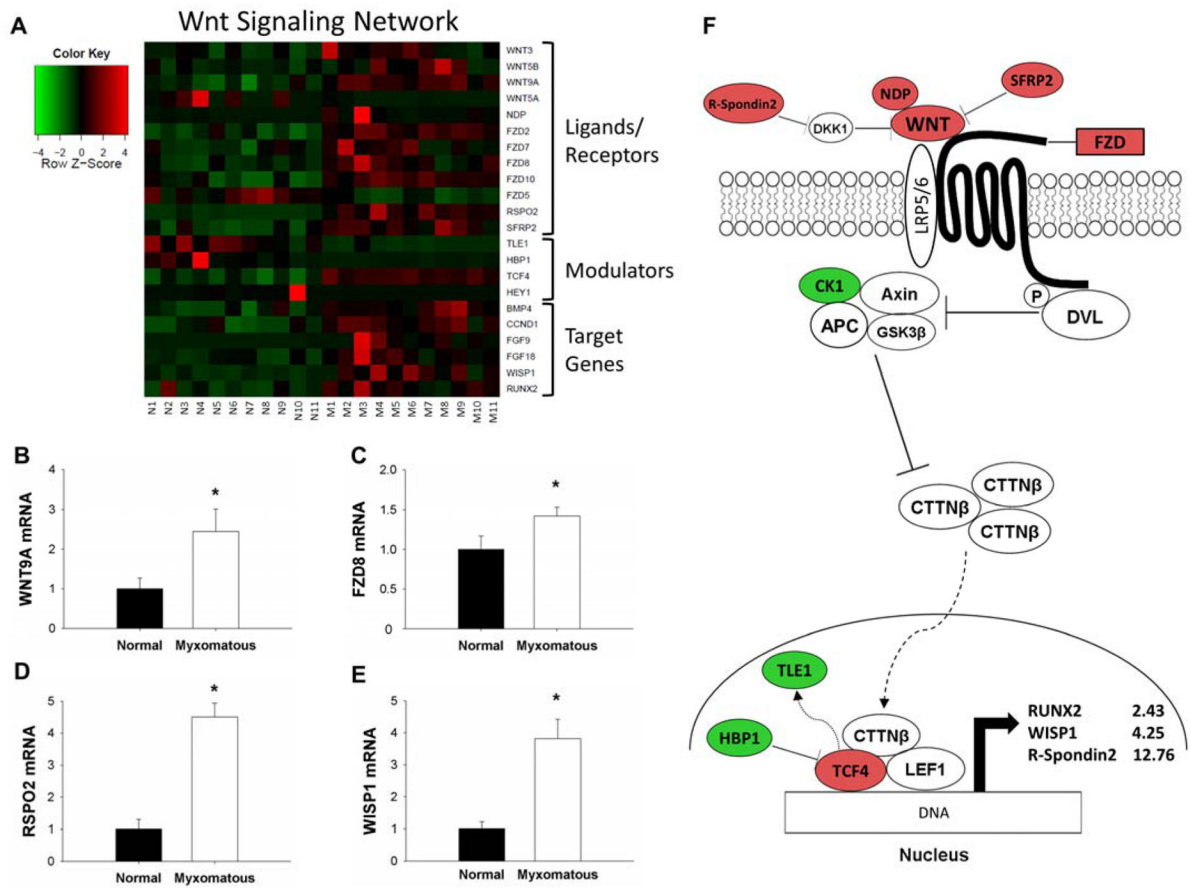 A
Wnt Signaling Network
Color Key
−4 −2 0 2 4
Row Z−Score
WNT3
WNT5B
WNT9A
WNT5A
NDP
FZD2
FZD7
FZD8
FZD10
FZD5
RSPO2
SFRP2
TLE1
HBP1
TCF4
HEY1
BMP4
CCND1
FGF9
FGF18
WISP1
RUNX2
Ligands/
Receptors
Modulators
Target
Genes
N1 N2 N3 N4 N5 N6 N7 N8 N9 N10 N11 M1 M2 M3 M4 M5 M6 M7 M8 M9 M10 M11
B
WNT9A mRNA
4
3
2
1
0
Normal Myxomatous
*
C
FZD8 mRNA
2.0
1.5
1.0
0.5
0.0
Normal Myxomatous
*
D
RSPO2 mRNA
5
4
3
2
1
0
Normal Myxomatous
*
E
WISP1 mRNA
5
4
3
2
1
0
Normal Myxomatous
*
F
R-Spondin2
DKK1
NDP
WNT
SFRP2
FZD
LRP5/6
CK1
Axin
APC
GSK3β
P
DVL
CTTNβ
CTTNβ
CTTNβ
TLE1
HBP1
CTTNβ
TCF4
LEF1
RUNX2 2.43
WISP1 4.25
R-Spondin2 12.76
DNA
Nucleus